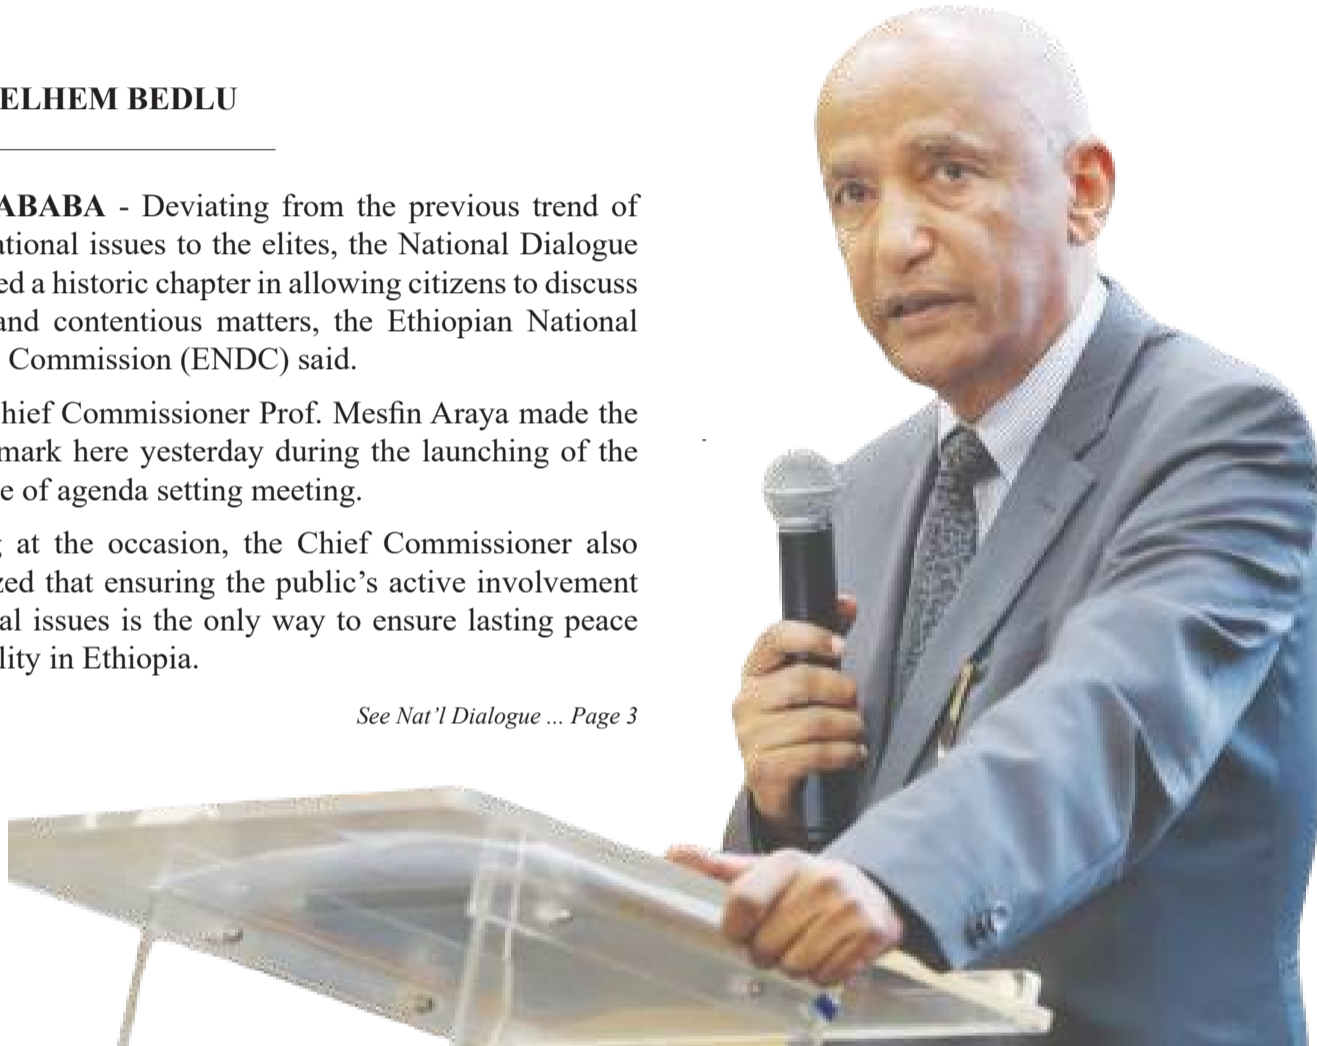 ELHEM BEDLU
ABABA - Deviating from the previous trend of
ational issues to the elites, the National Dialogue
ed a historic chapter in allowing citizens to discuss
and contentious matters, the Ethiopian National
Commission (ENDC) said.
hief Commissioner Prof. Mesfin Araya made the
mark here yesterday during the launching of the
e of agenda setting meeting.
g at the occasion, the Chief Commissioner also
zed that ensuring the public’s active involvement
al issues is the only way to ensure lasting peace
lity in Ethiopia.
See Nat’l Dialogue ... Page 3